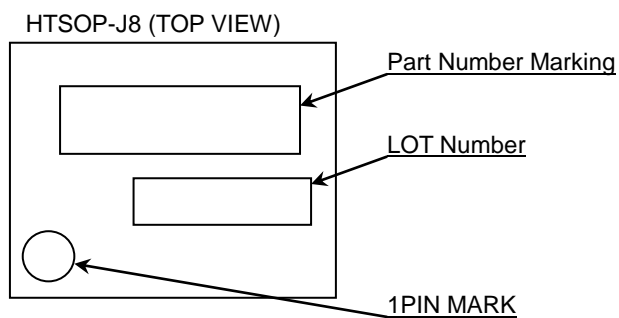 HTSOP-J8 (TOP VIEW)
Part Number Marking
LOT Number
1PIN MARK